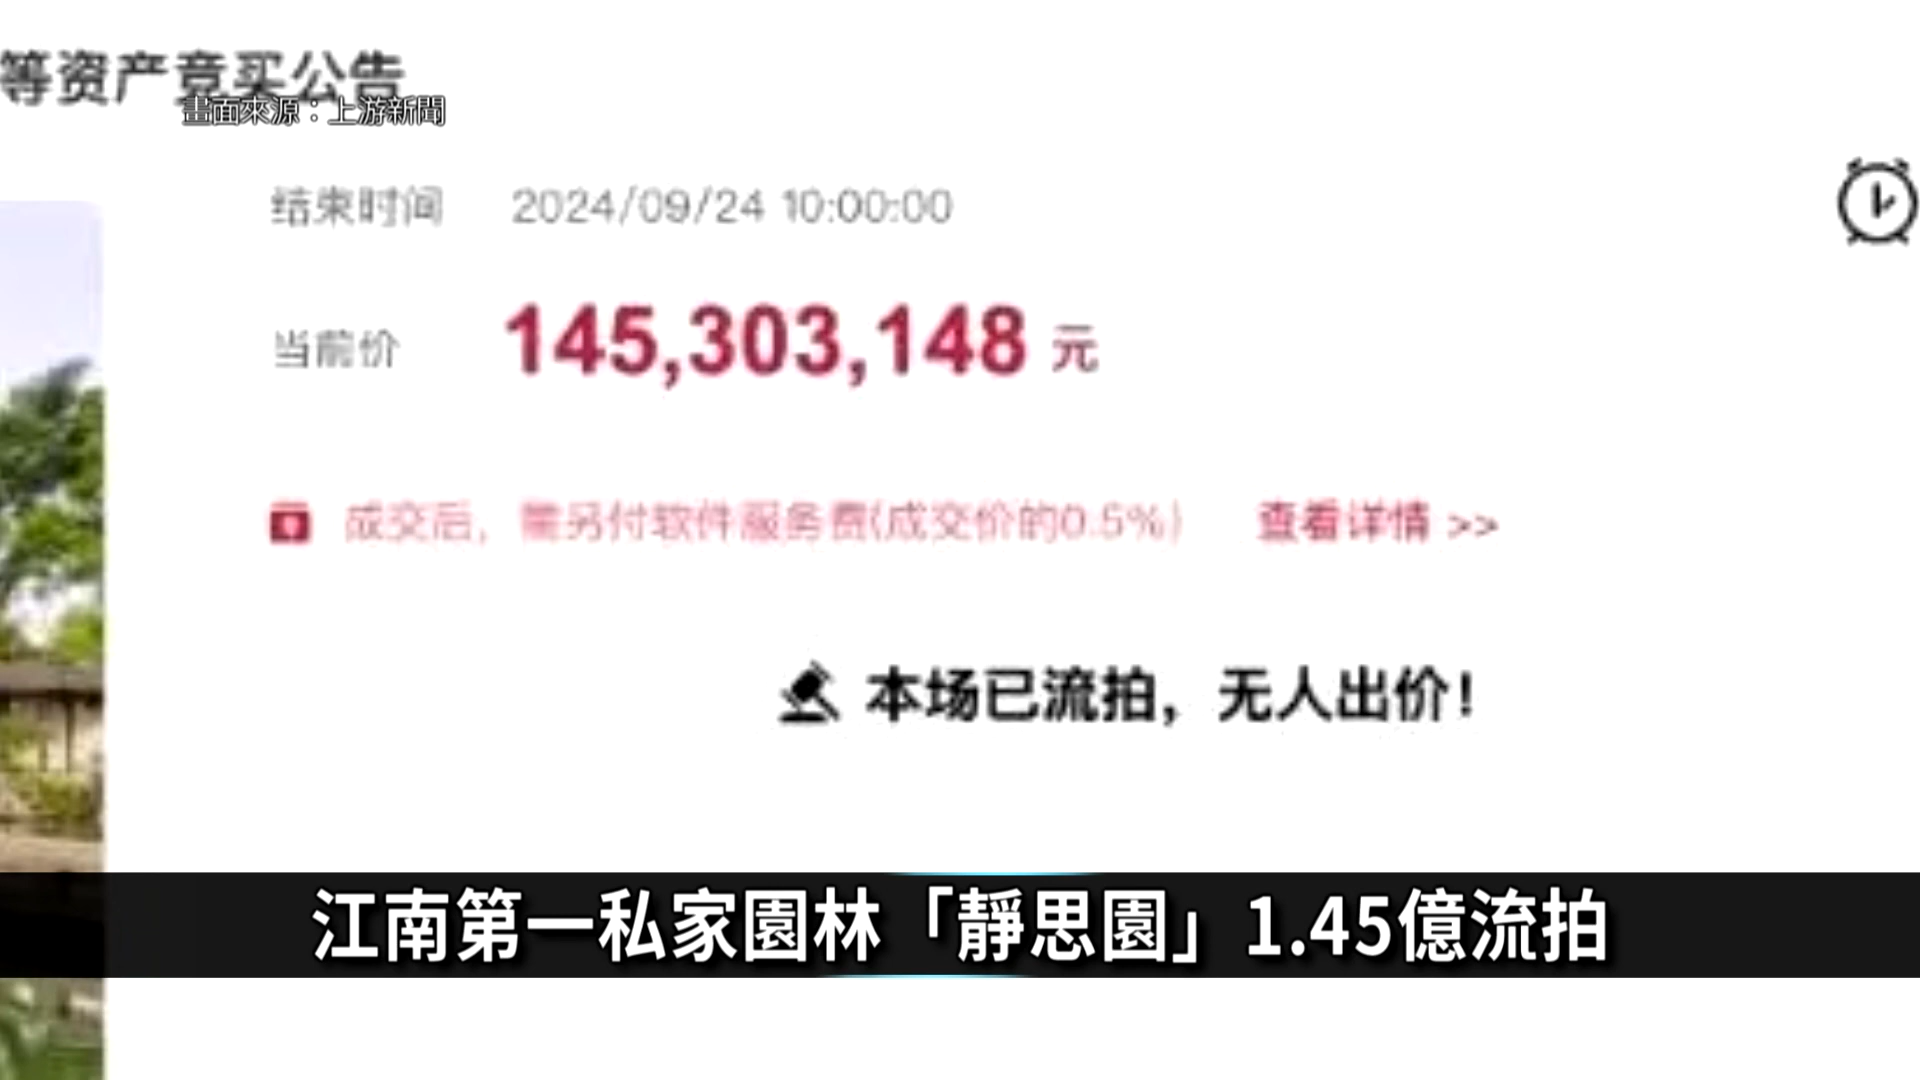 等资产竞买公告
畫面來源：上游新聞
结束时间 2024/09/24 10:00:00
当前价 145,303,148 元
成交后，需另付软件服务费(成交价的0.5%) 查看详情 >>
本场已流拍，无人出价！
江南第一私家園林「靜思園」1.45億流拍